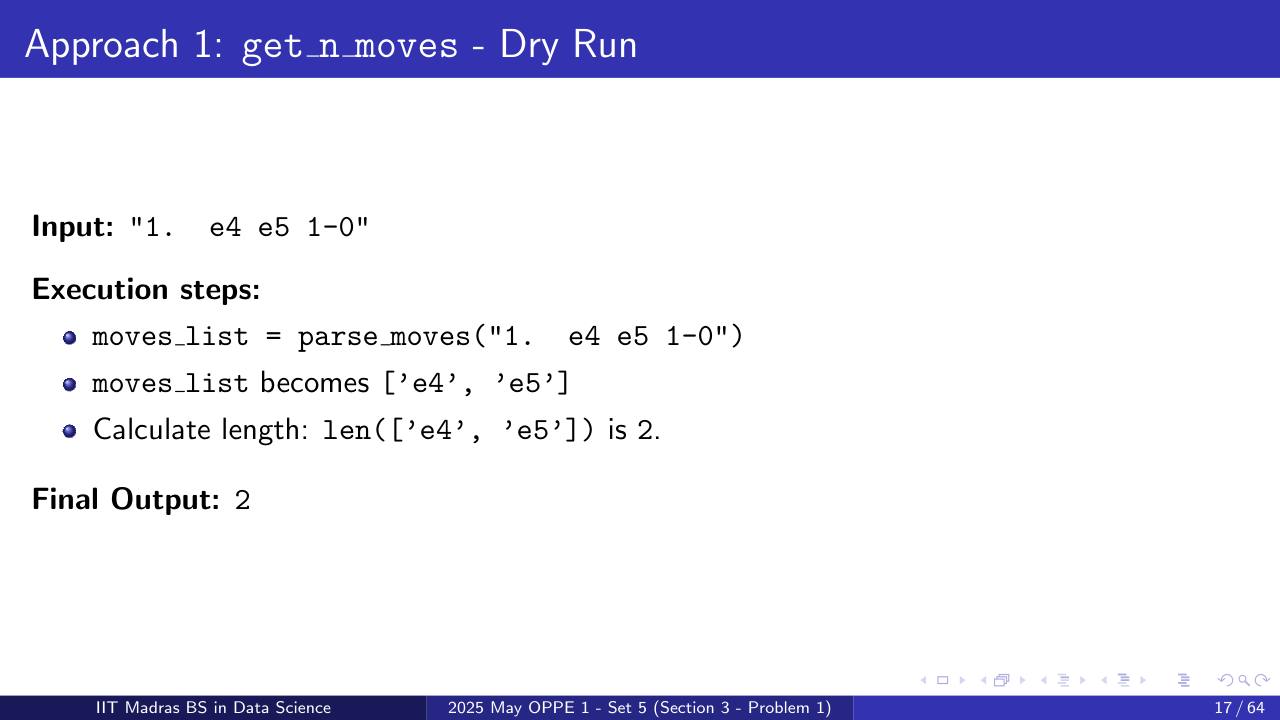 Approach 1: get_n_moves - Dry Run
Input: "1.  e4 e5 1-0"
Execution steps:
moves_list = parse_moves("1.  e4 e5 1-0")
moves_list becomes ['e4', 'e5']
Calculate length: len(['e4', 'e5']) is 2.
Final Output: 2
IIT Madras BS in Data Science
2025 May OPPE 1 - Set 5 (Section 3 - Problem 1)
17 / 64